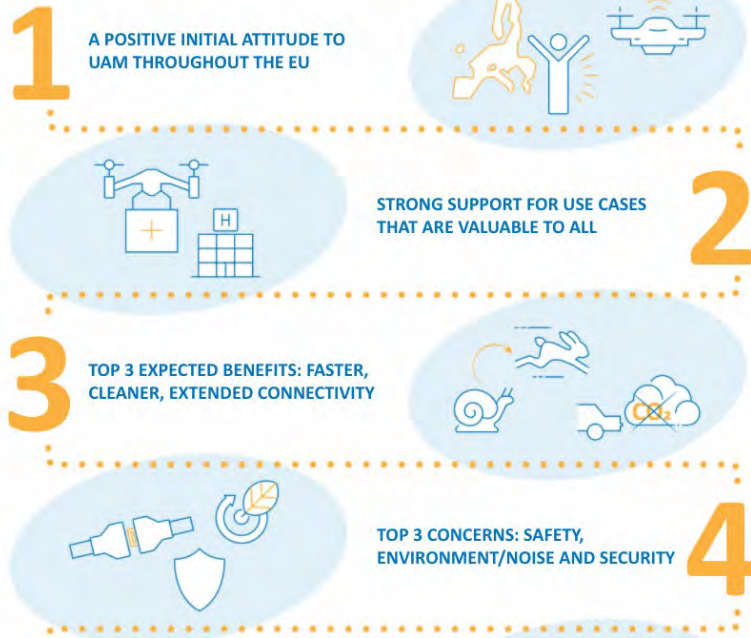 1
A POSITIVE INITIAL ATTITUDE TO
UAM THROUGHOUT THE EU
STRONG SUPPORT FOR USE CASES
THAT ARE VALUABLE TO ALL
2
H
3
TOP 3 EXPECTED BENEFITS: FASTER,
CLEANER, EXTENDED CONNECTIVITY
CO₂
TOP 3 CONCERNS: SAFETY,
ENVIRONMENT/NOISE AND SECURITY
4